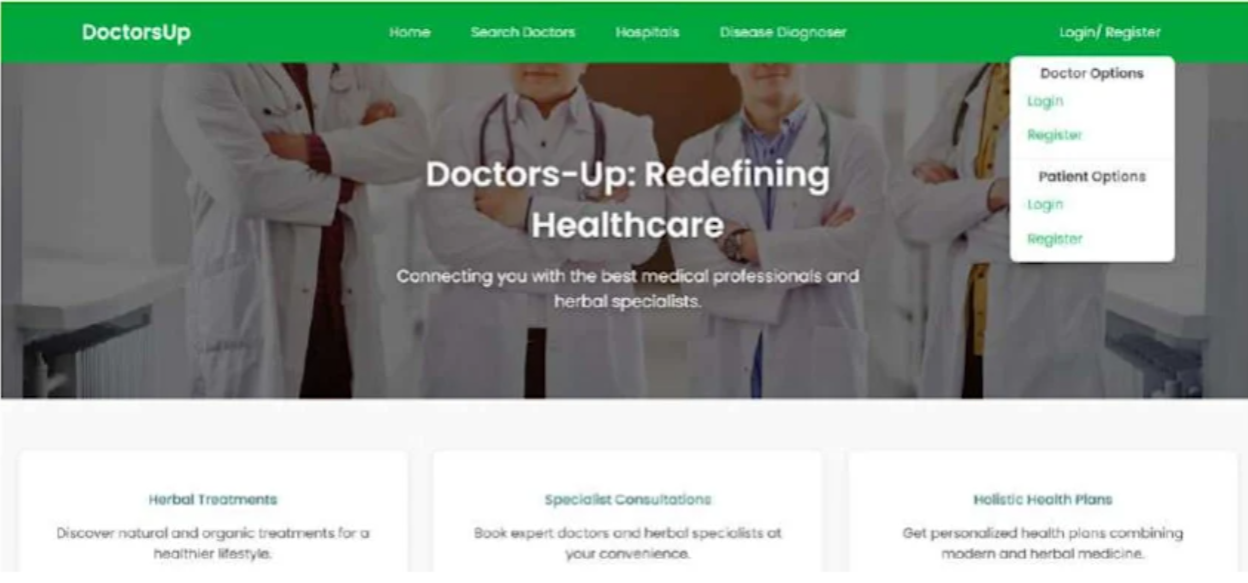 DoctorsUp
Home
Search Doctors
Hospitals
Disease Diagnoser
Login/ Register
Doctor Options
Login
Register
Patient Options
Login
Register
Doctors-Up: Redefining
Healthcare
Connecting you with the best medical professionals and
herbal specialists.
Herbal Treatments
Discover natural and organic treatments for a
healthier lifestyle.
Specialist Consultations
Book expert doctors and herbal specialists at
your convenience.
Holistic Health Plans
Get personalized health plans combining
modern and herbal medicine.